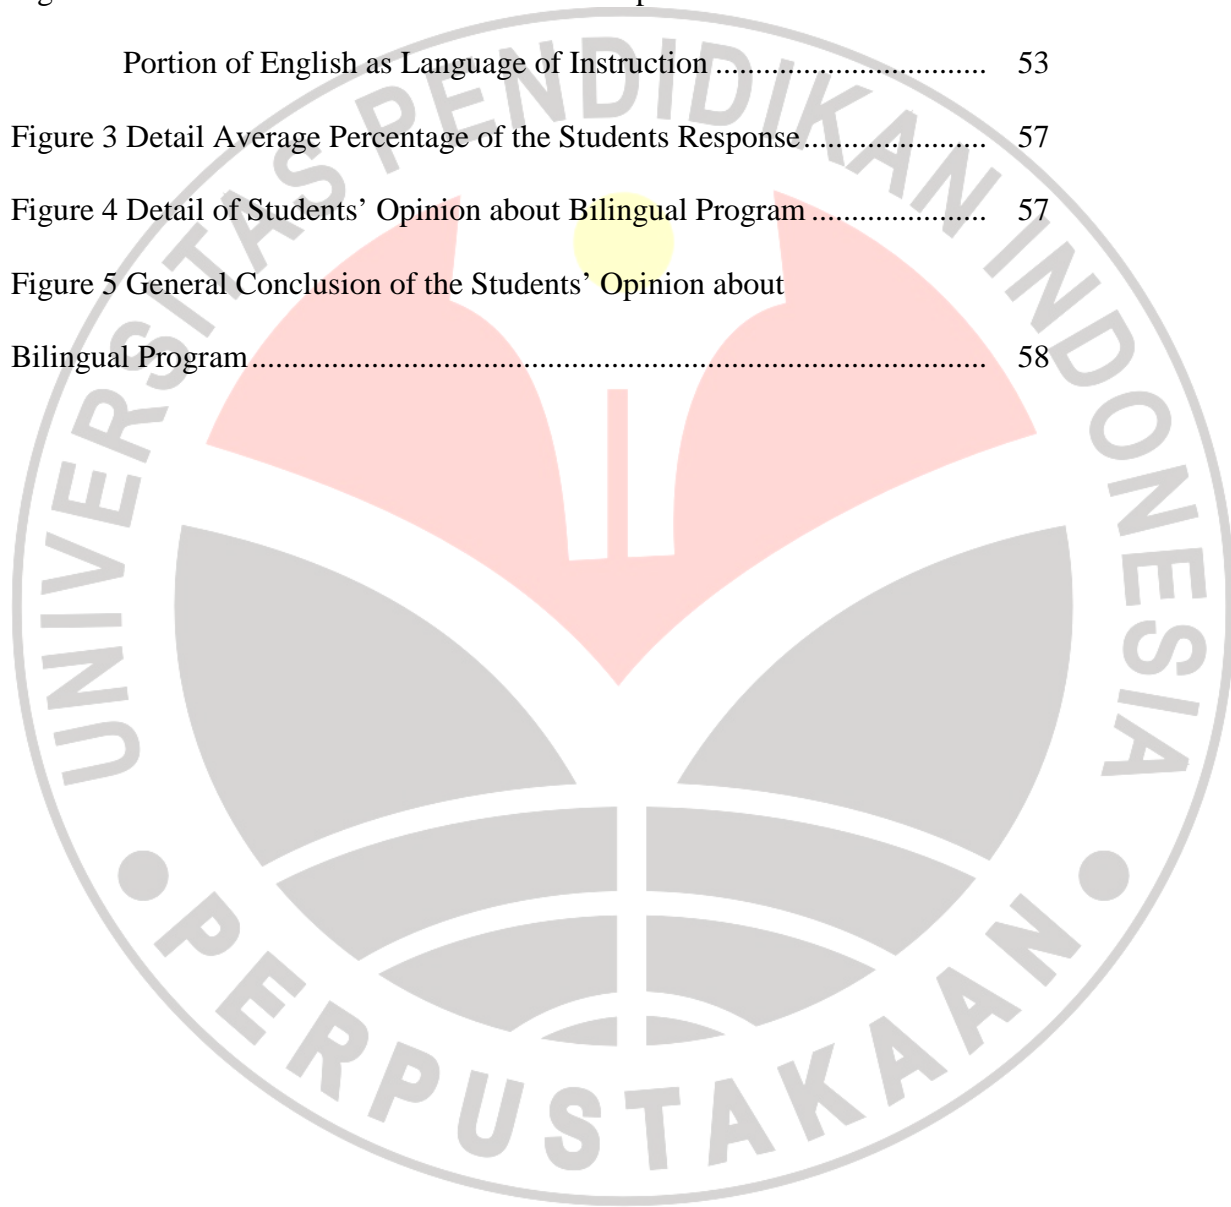 Portion of English as Language of Instruction ................................. 53
Figure 3 Detail Average Percentage of the Students Response...................... 57
Figure 4 Detail of Students’ Opinion about Bilingual Program ..................... 57
Figure 5 General Conclusion of the Students’ Opinion about
Bilingual Program.......................................................................................... 58
UNIVERSITAS PENDIDIKAN INDONESIA
PERPUSTAKAAN